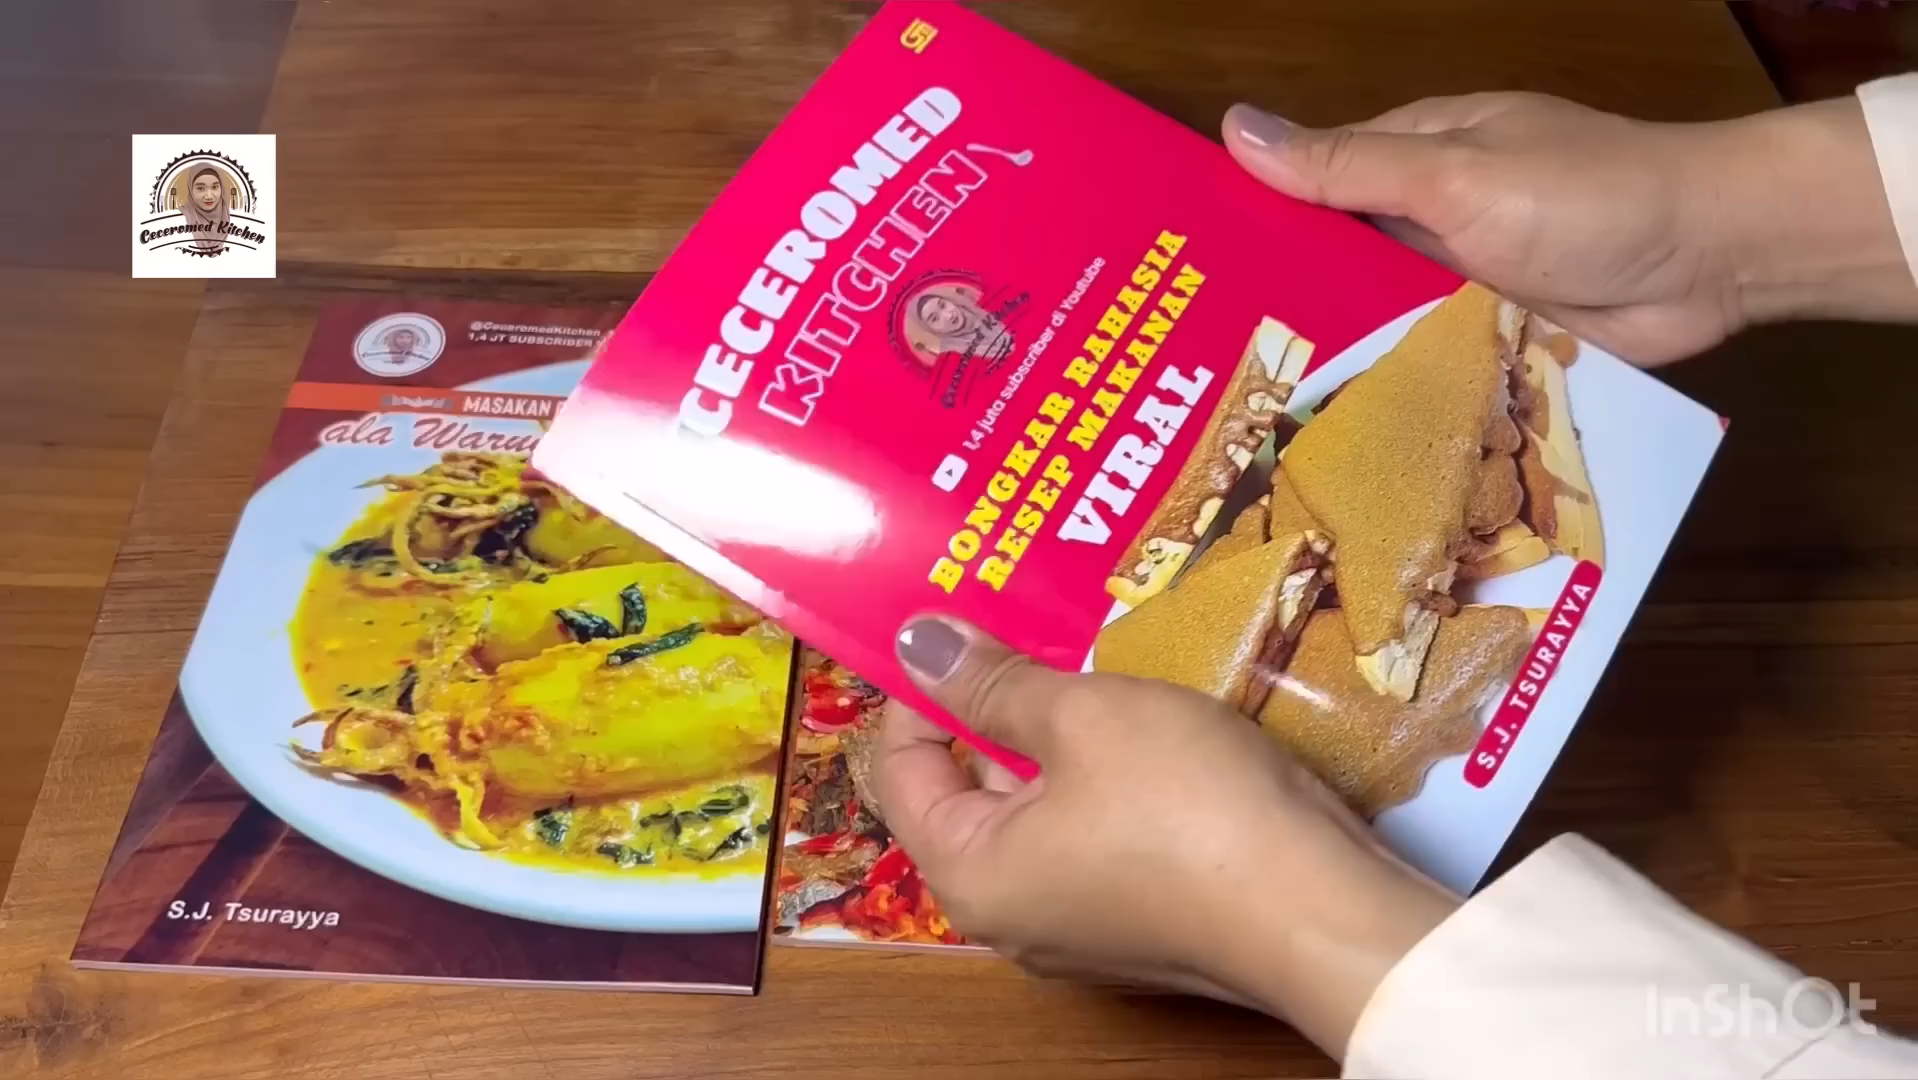 Ceceromed Kitchen
@CeceromedKitchen
1,4 JT SUBSCRIBER
MASAKAN
ala
S.J. Tsurayya
CECEROMED
KITCHEN
Ceceromed Kitchen
1,4 juta subscriber di Youtube
BONGKAR RAHASIA
RESEP MAKANAN
VIRAL
S.J. TSURAYYA
InShOt